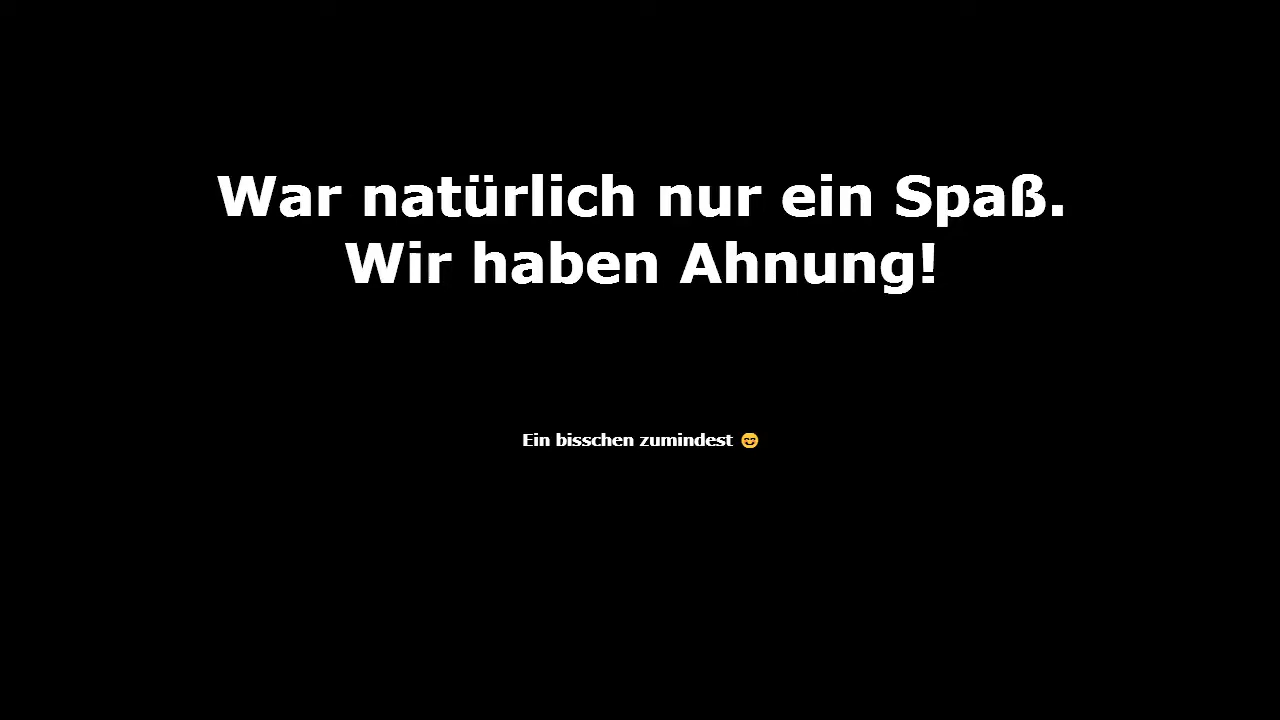 War natürlich nur ein Spaß.
Wir haben Ahnung!
Ein bisschen zumindest 😊